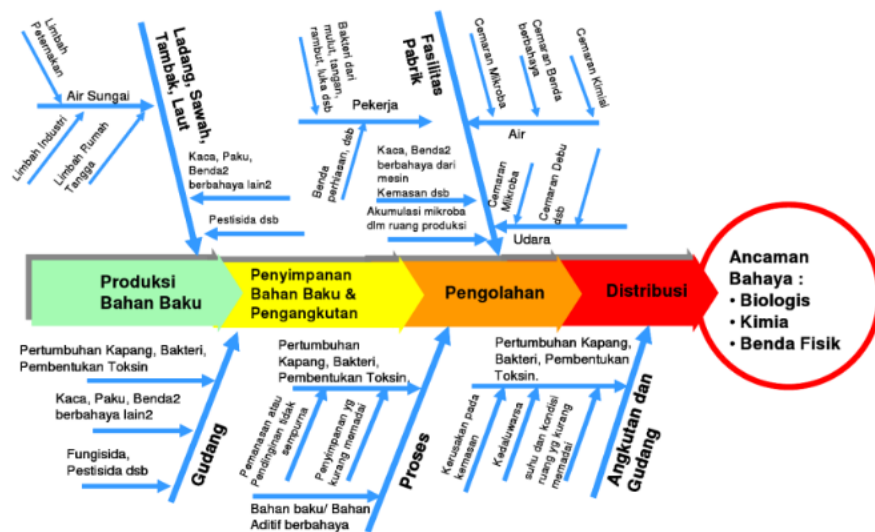 Limbah
Peternakan
Air Sungai
Limbah Industri
Limbah Rumah
Tangga
Ladang, Sawah,
Tambak, Laut
Kaca, Paku,
Benda2
berbahaya lain2
Pestisida dsb
Bakteri dari
mulut, tangan,
rambut, luka dsb
Pekerja
Benda
perhiasan, dsb
Fasilitas
Pabrik
Kaca, Benda2
berbahaya dari
mesin
Kemasan dsb
Akumulasi mikroba
dlm ruang produksi
Cemaran Mikroba
Cemaran Benda
berbahaya
Cemaran Kimisi
Air
Cemaran
Mikroba
Cemaran Debu
dsb
Udara
Produksi
Bahan Baku
Penyimpanan
Bahan Baku &
Pengangkutan
Pengolahan
Distribusi
Ancaman
Bahaya :
• Biologis
• Kimia
• Benda Fisik
Pertumbuhan Kapang, Bakteri,
Pembentukan Toksin
Kaca, Paku, Benda2
berbahaya lain2
Fungisida,
Pestisida dsb
Gudang
Pertumbuhan
Kapang, Bakteri,
Pembentukan Toksin
Pemanasan atau
Pendinginan tidak
sempurna
Penyimpanan yg
kurang memadai
Bahan baku/ Bahan
Aditif berbahaya
Proses
Pertumbuhan Kapang,
Bakteri, Pembentukan
Toksin.
Kerusakan pada
kemasan
Kedaluwarsa
suhu dan kondisi
ruang yg kurang
memadai
Angkutan dan
Gudang